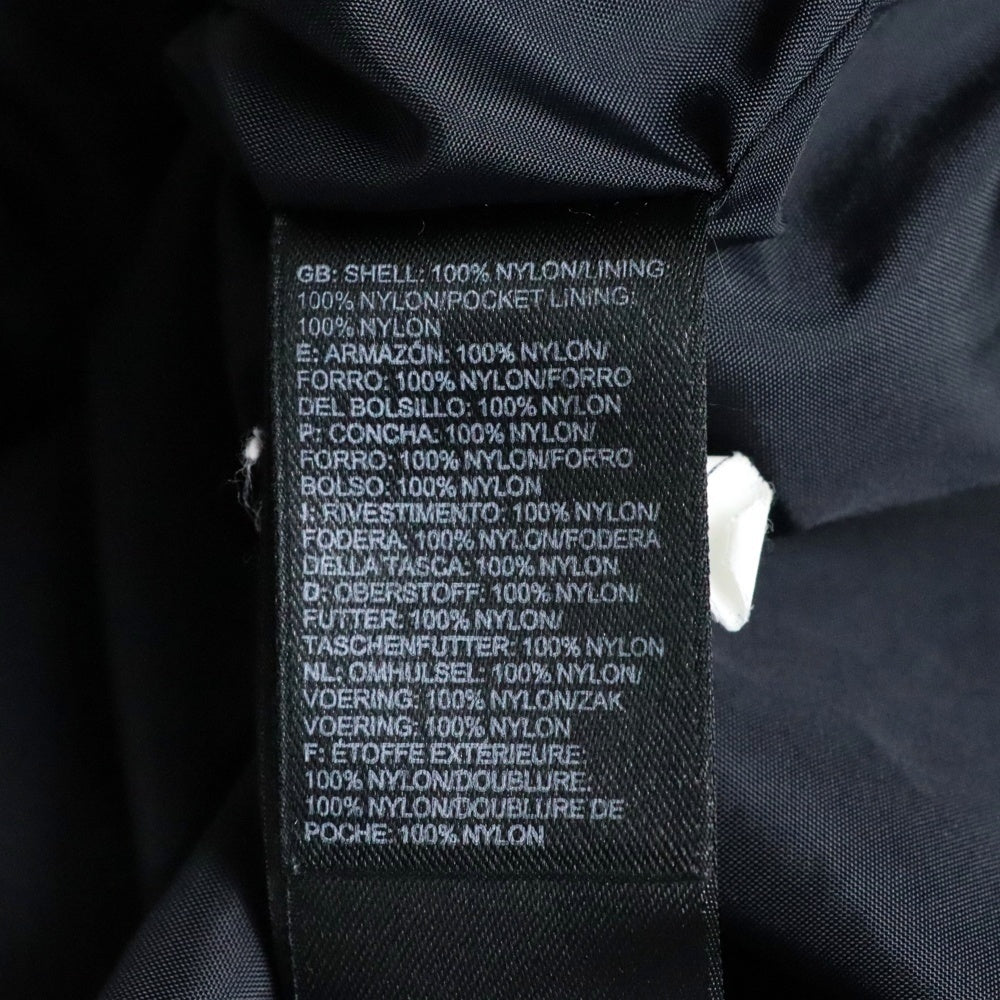 GB: SHELL: 100% NYLON/LINING:
100% NYLON/POCKET LINING:
100% NYLON
E: ARMAZÓN: 100% NYLON/
FORRO: 100% NYLON/FORRO
DEL BOLSILLO: 100% NYLON
P: CONCHA: 100% NYLON/
FORRO: 100% NYLON/FORRO
BOLSO: 100% NYLON
I: RIVESTIMENTO: 100% NYLON/
FODERA: 100% NYLON/FODERA
DELLA TASCA: 100% NYLON
D: OBERSTOFF: 100% NYLON/
FUTTER: 100% NYLON/
TASCHENFUTTER: 100% NYLON
NL: OMHULSEL: 100% NYLON/
VOERING: 100% NYLON/ZAK
VOERING: 100% NYLON
F: ÉTOFFE EXTERIEURE:
100% NYLON/DOUBLURE:
100% NYLON/DOUBLURE DE
POCHE: 100% NYLON